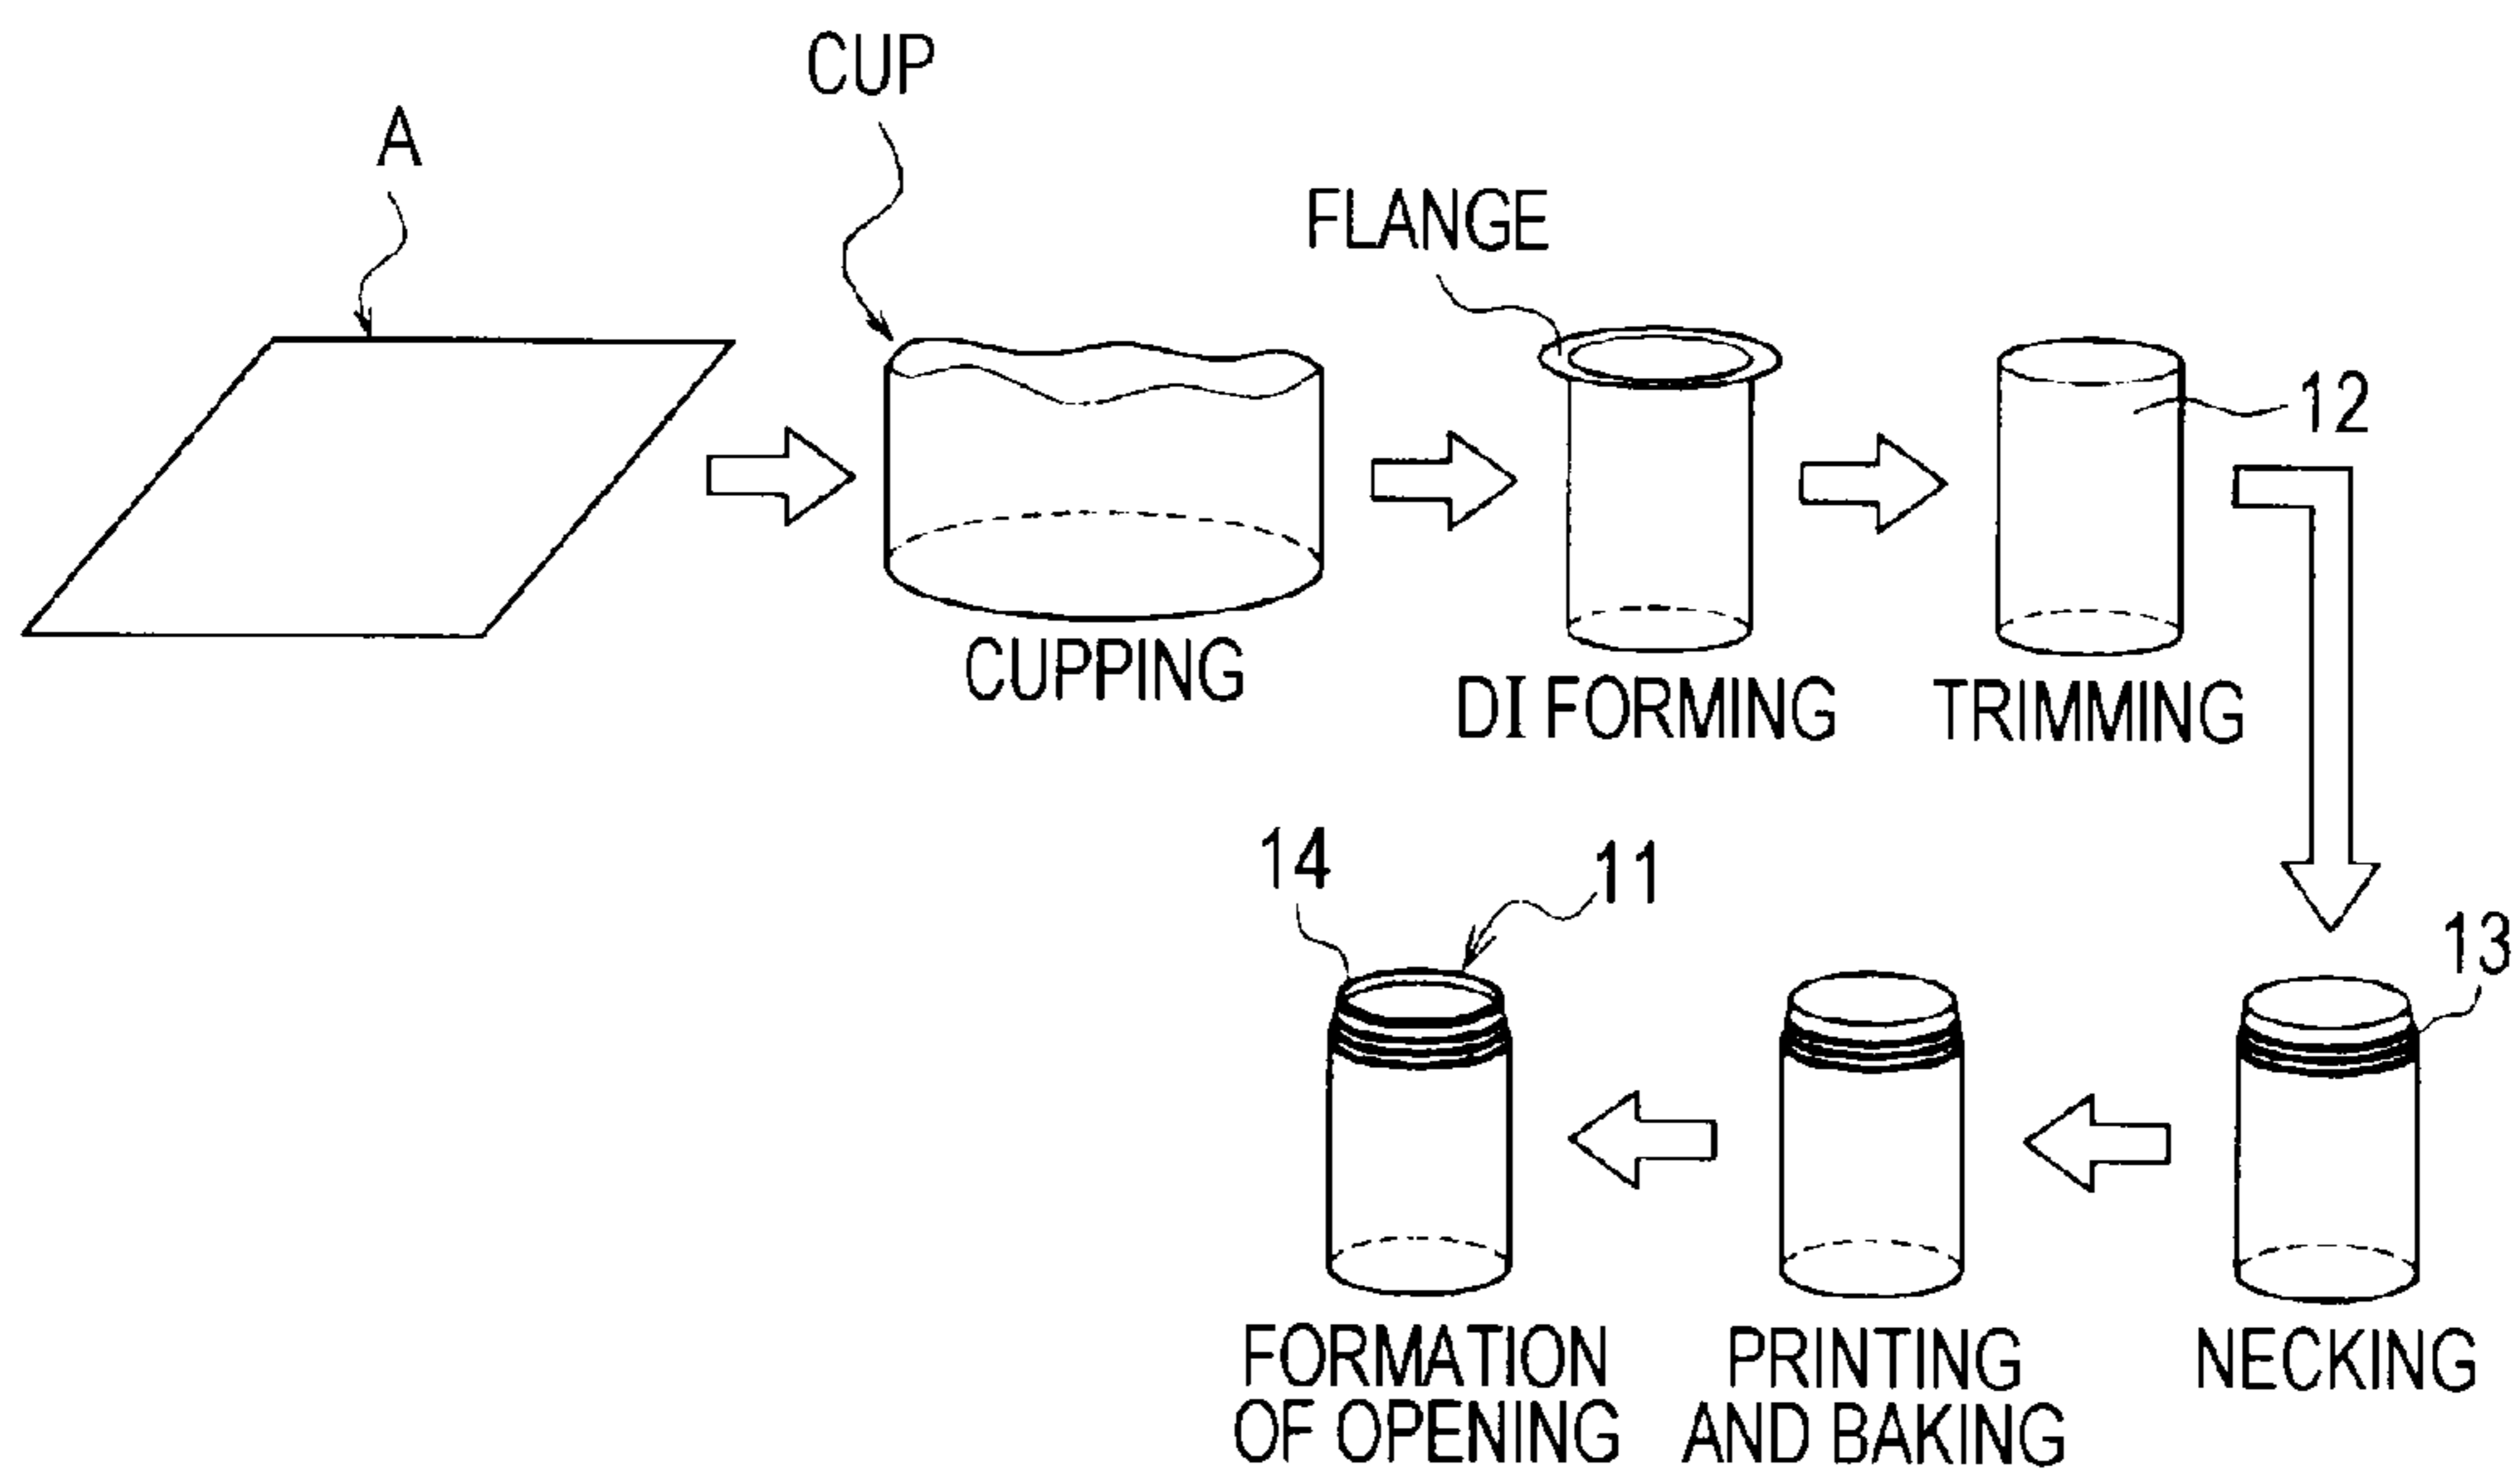 A
CUP
FLANGE
12
CUPPING
DI FORMING
TRIMMING
14
11
13
FORMATION
OF OPENING
PRINTING
AND BAKING
NECKING